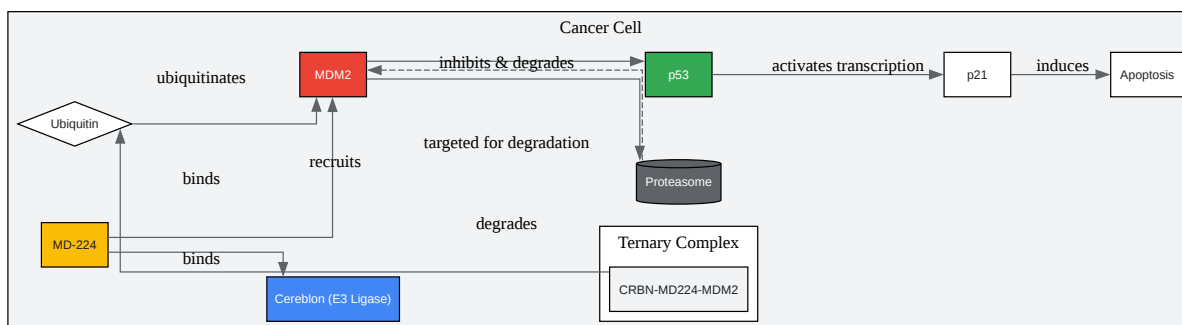 Cancer Cell
MDM2
inhibits & degrades
p53
activates transcription
p21
induces
Apoptosis
ubiquitinates
Ubiquitin
targeted for degradation
recruits
binds
Proteasome
degrades
MD-224
binds
Ternary Complex
Cereblon (E3 Ligase)
CRBN-MD224-MDM2